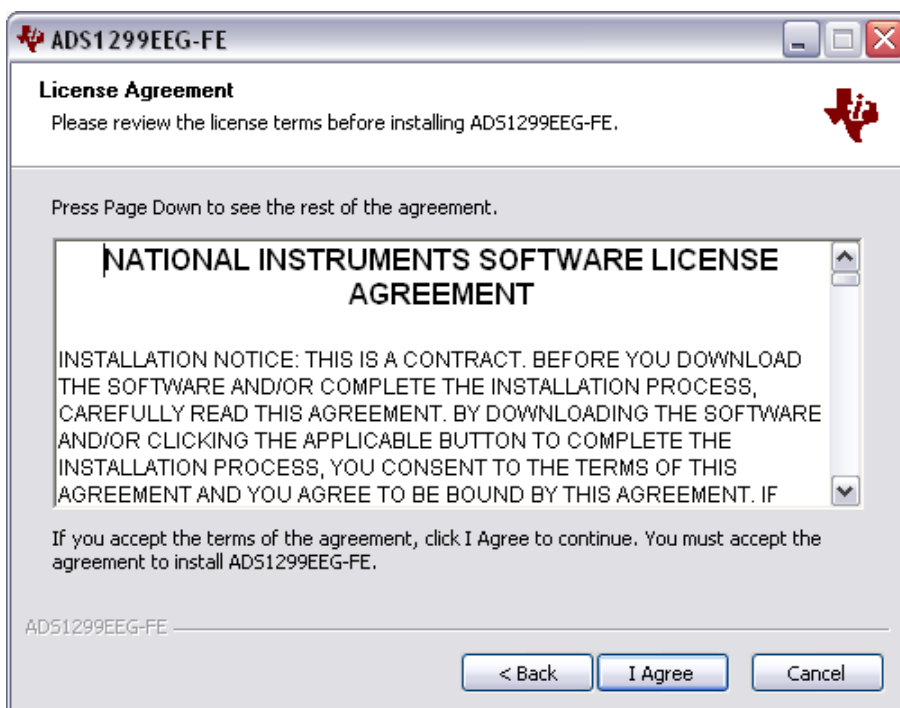 ADS1299EEG-FE
License Agreement
Please review the license terms before installing ADS1299EEG-FE.
Press Page Down to see the rest of the agreement.
NATIONAL INSTRUMENTS SOFTWARE LICENSE
AGREEMENT
INSTALLATION NOTICE: THIS IS A CONTRACT. BEFORE YOU DOWNLOAD
THE SOFTWARE AND/OR COMPLETE THE INSTALLATION PROCESS,
CAREFULLY READ THIS AGREEMENT. BY DOWNLOADING THE SOFTWARE
AND/OR CLICKING THE APPLICABLE BUTTON TO COMPLETE THE
INSTALLATION PROCESS, YOU CONSENT TO THE TERMS OF THIS
AGREEMENT AND YOU AGREE TO BE BOUND BY THIS AGREEMENT. IF
If you accept the terms of the agreement, click I Agree to continue. You must accept the
agreement to install ADS1299EEG-FE.
ADS1299EEG-FE
< Back I Agree Cancel